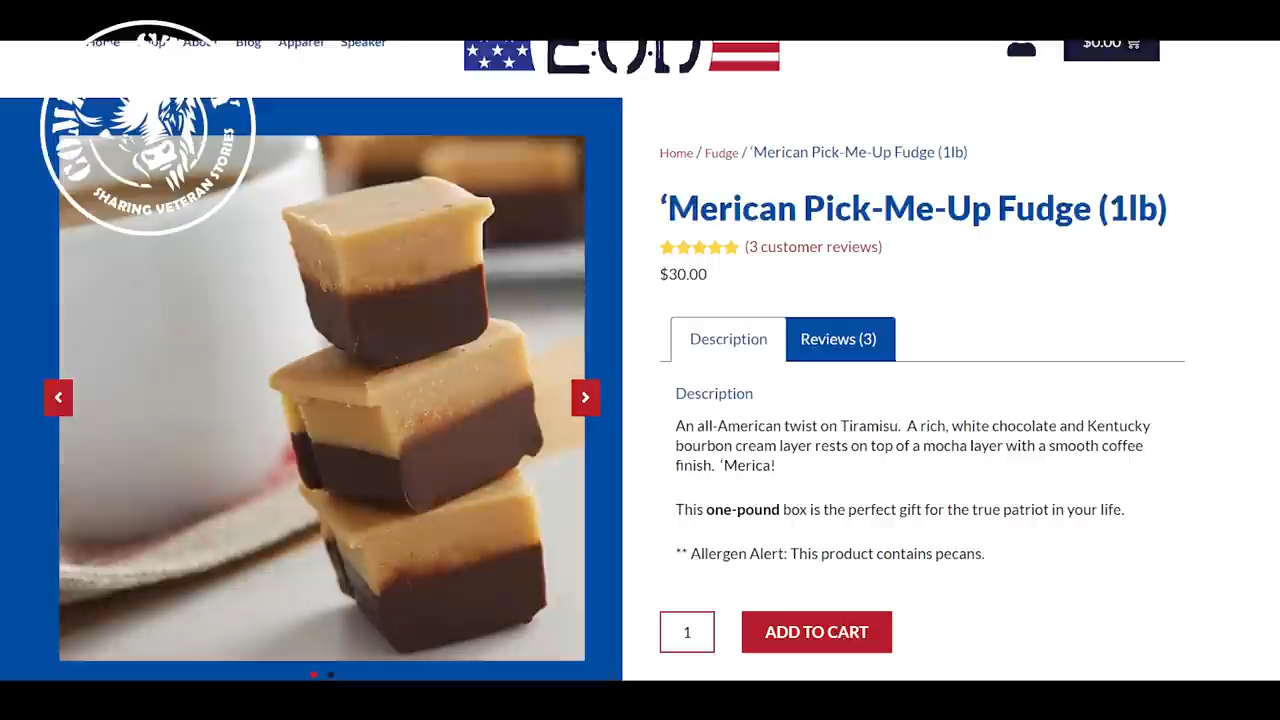 Home Shop About Blog Apparel Speaker
E.O.D
$0.00
SHARING VETERAN STORIES
Home / Fudge / ‘Merican Pick-Me-Up Fudge (1lb)
‘Merican Pick-Me-Up Fudge (1lb)
(3 customer reviews)
$30.00
Description
Reviews (3)
Description
An all-American twist on Tiramisu. A rich, white chocolate and Kentucky
bourbon cream layer rests on top of a mocha layer with a smooth coffee
finish. ‘Merica!
This one-pound box is the perfect gift for the true patriot in your life.
** Allergen Alert: This product contains pecans.
1
ADD TO CART